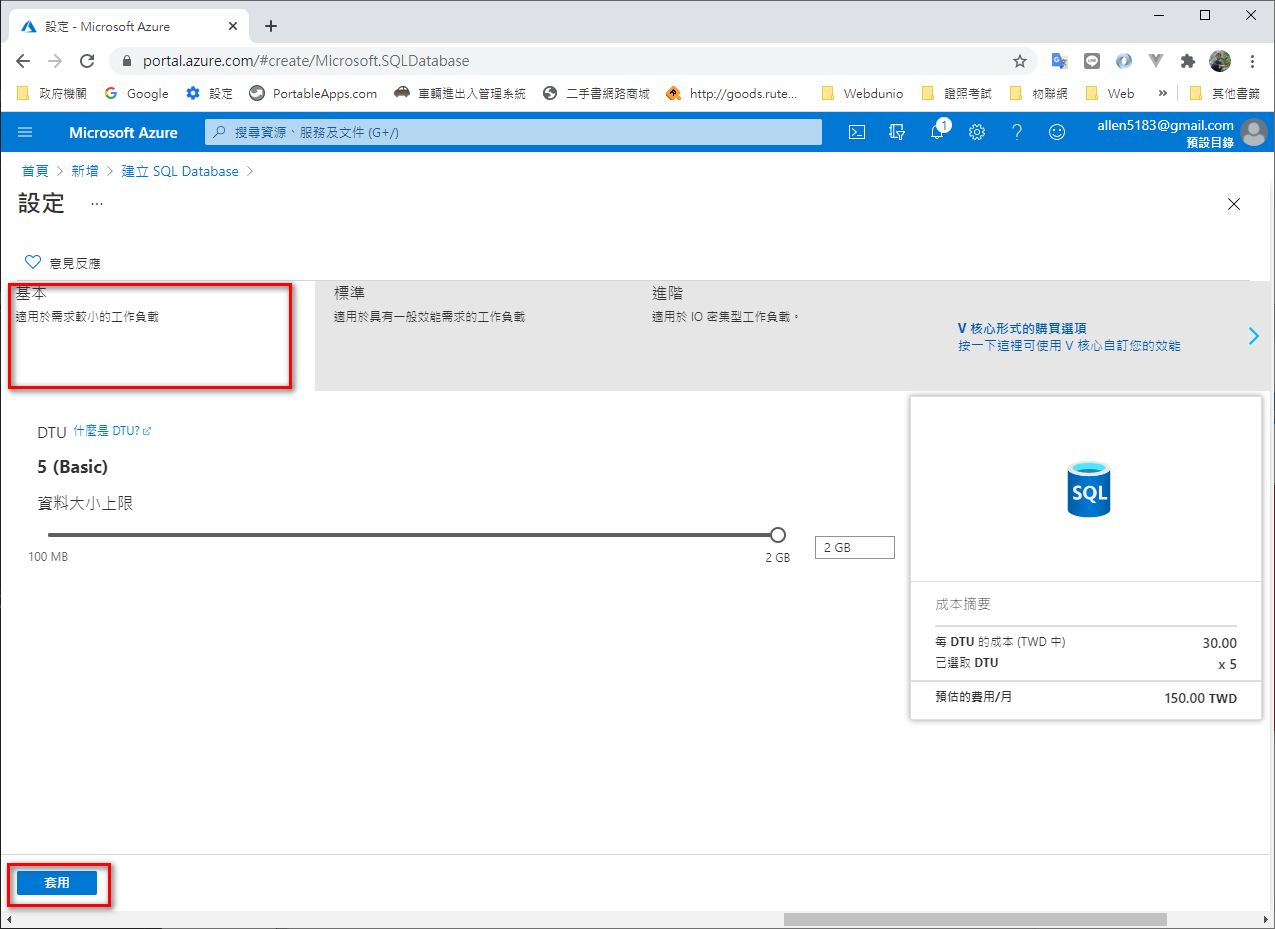 設定 - Microsoft Azure
portal.azure.com/#create/Microsoft.SQLDatabase
政府機關 Google 設定 PortableApps.com 車輛進出入管理系統 二手書網路商城 http://goods.rute... Webdunio 證照考試 物聯網 Web » 其他書籤
Microsoft Azure 搜尋資源、服務及文件 (G+/) 1 allen5183@gmail.com
預設目錄
首頁 > 新增 > 建立 SQL Database >
設定 ...
意見反應
基本
適用於需求較小的工作負載
標準
適用於具有一般效能需求的工作負載
進階
適用於 IO 密集型工作負載。
V 核心形式的購買選項
按一下這裡可使用 V 核心自訂您的效能
DTU 什麼是 DTU?
5 (Basic)
資料大小上限
100 MB 2 GB
2 GB
SQL
成本摘要
每 DTU 的成本 (TWD 中) 30.00
已選取 DTU x 5
預估的費用/月 150.00 TWD
套用